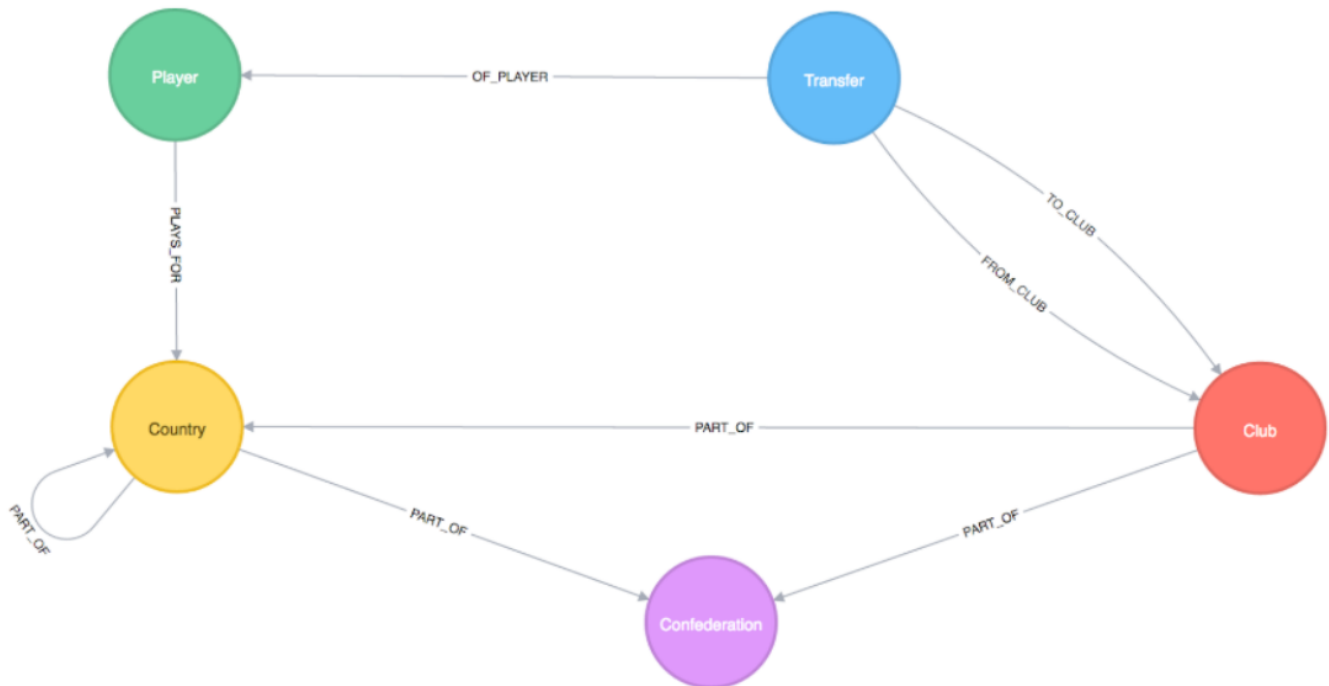 Player
OF_PLAYER
Transfer
PLAYS_FOR
TO_CLUB
FROM_CLUB
Country
PART_OF
Club
PART_OF
PART_OF
PART_OF
Confederation